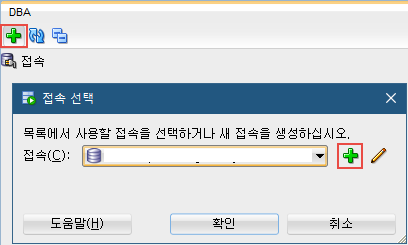 DBA
접속
접속 선택
목록에서 사용할 접속을 선택하거나 새 접속을 생성하십시오.
접속(C):
도움말(H) 확인 취소